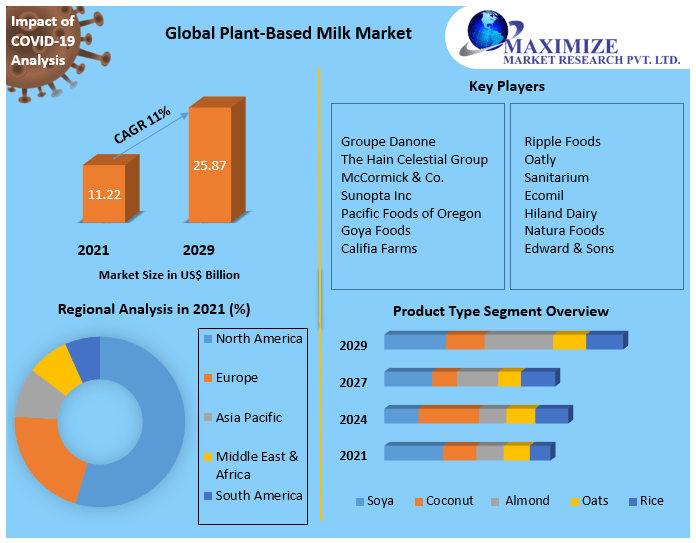 Impact of
COVID-19
Analysis
Global Plant-Based Milk Market
MAXIMIZE
MARKET RESEARCH PVT. LTD.
CAGR 11%
11.22
25.87
2021
2029
Market Size in US$ Billion
Key Players
Groupe Danone
The Hain Celestial Group
McCormick & Co.
Sunopta Inc
Pacific Foods of Oregon
Goya Foods
Califia Farms
Ripple Foods
Oatly
Sanitarium
Ecomil
Hiland Dairy
Natura Foods
Edward & Sons
Regional Analysis in 2021 (%)
North America
Europe
Asia Pacific
Middle East &
Africa
South America
Product Type Segment Overview
2029
2027
2024
2021
Soya
Coconut
Almond
Oats
Rice